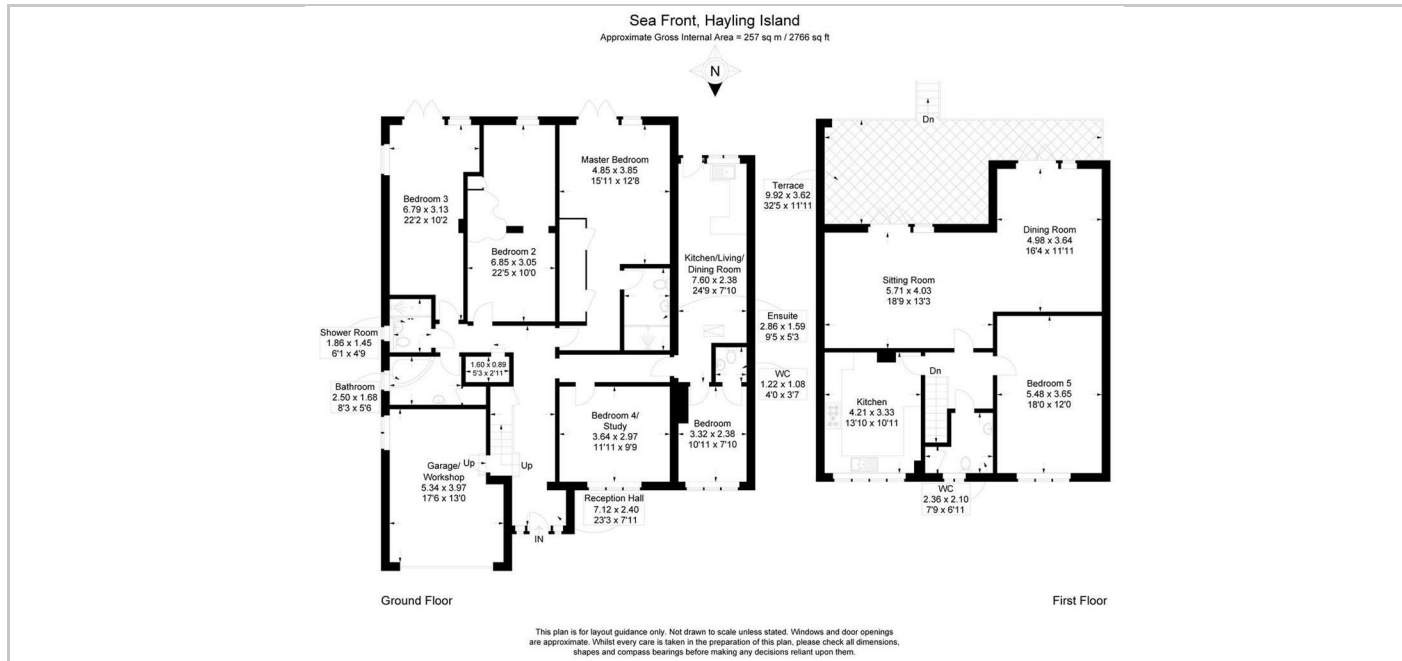 Sea Front, Hayling Island
Approximate Gross Internal Area = 257 sq m / 2766 sq ft
N
Bedroom 3
6.79 x 3.13
22'2 x 10'2
Bedroom 2
6.85 x 3.05
22'5 x 10'0
Master Bedroom
4.85 x 3.85
15'11 x 12'8
Kitchen/Living/
Dining Room
7.60 x 2.38
24'9 x 7'10
Shower Room
1.86 x 1.45
6'1 x 4'9
Bathroom
2.50 x 1.68
8'3 x 5'6
1.60 x 0.89
5'3 x 2'11
Ensuite
2.86 x 1.59
9'5 x 5'3
WC
1.22 x 1.08
4'0 x 3'7
Garage/
Workshop
5.34 x 3.97
17'6 x 13'0
Up
Up
Bedroom 4/
Study
3.64 x 2.97
11'11 x 9'9
Bedroom
3.32 x 2.38
10'11 x 7'10
Reception Hall
7.12 x 2.40
23'3 x 7'11
IN
Ground Floor
Dn
Terrace
9.92 x 3.62
32'5 x 11'11
Dining Room
4.98 x 3.64
16'4 x 11'11
Sitting Room
5.71 x 4.03
18'9 x 13'3
Kitchen
4.21 x 3.33
13'10 x 10'11
Dn
Bedroom 5
5.48 x 3.65
18'0 x 12'0
WC
2.36 x 2.10
7'9 x 6'11
First Floor
This plan is for layout guidance only. Not drawn to scale unless stated. Windows and door openings
are approximate. Whilst every care is taken in the preparation of this plan, please check all dimensions,
shapes and compass bearings before making any decisions reliant upon them.